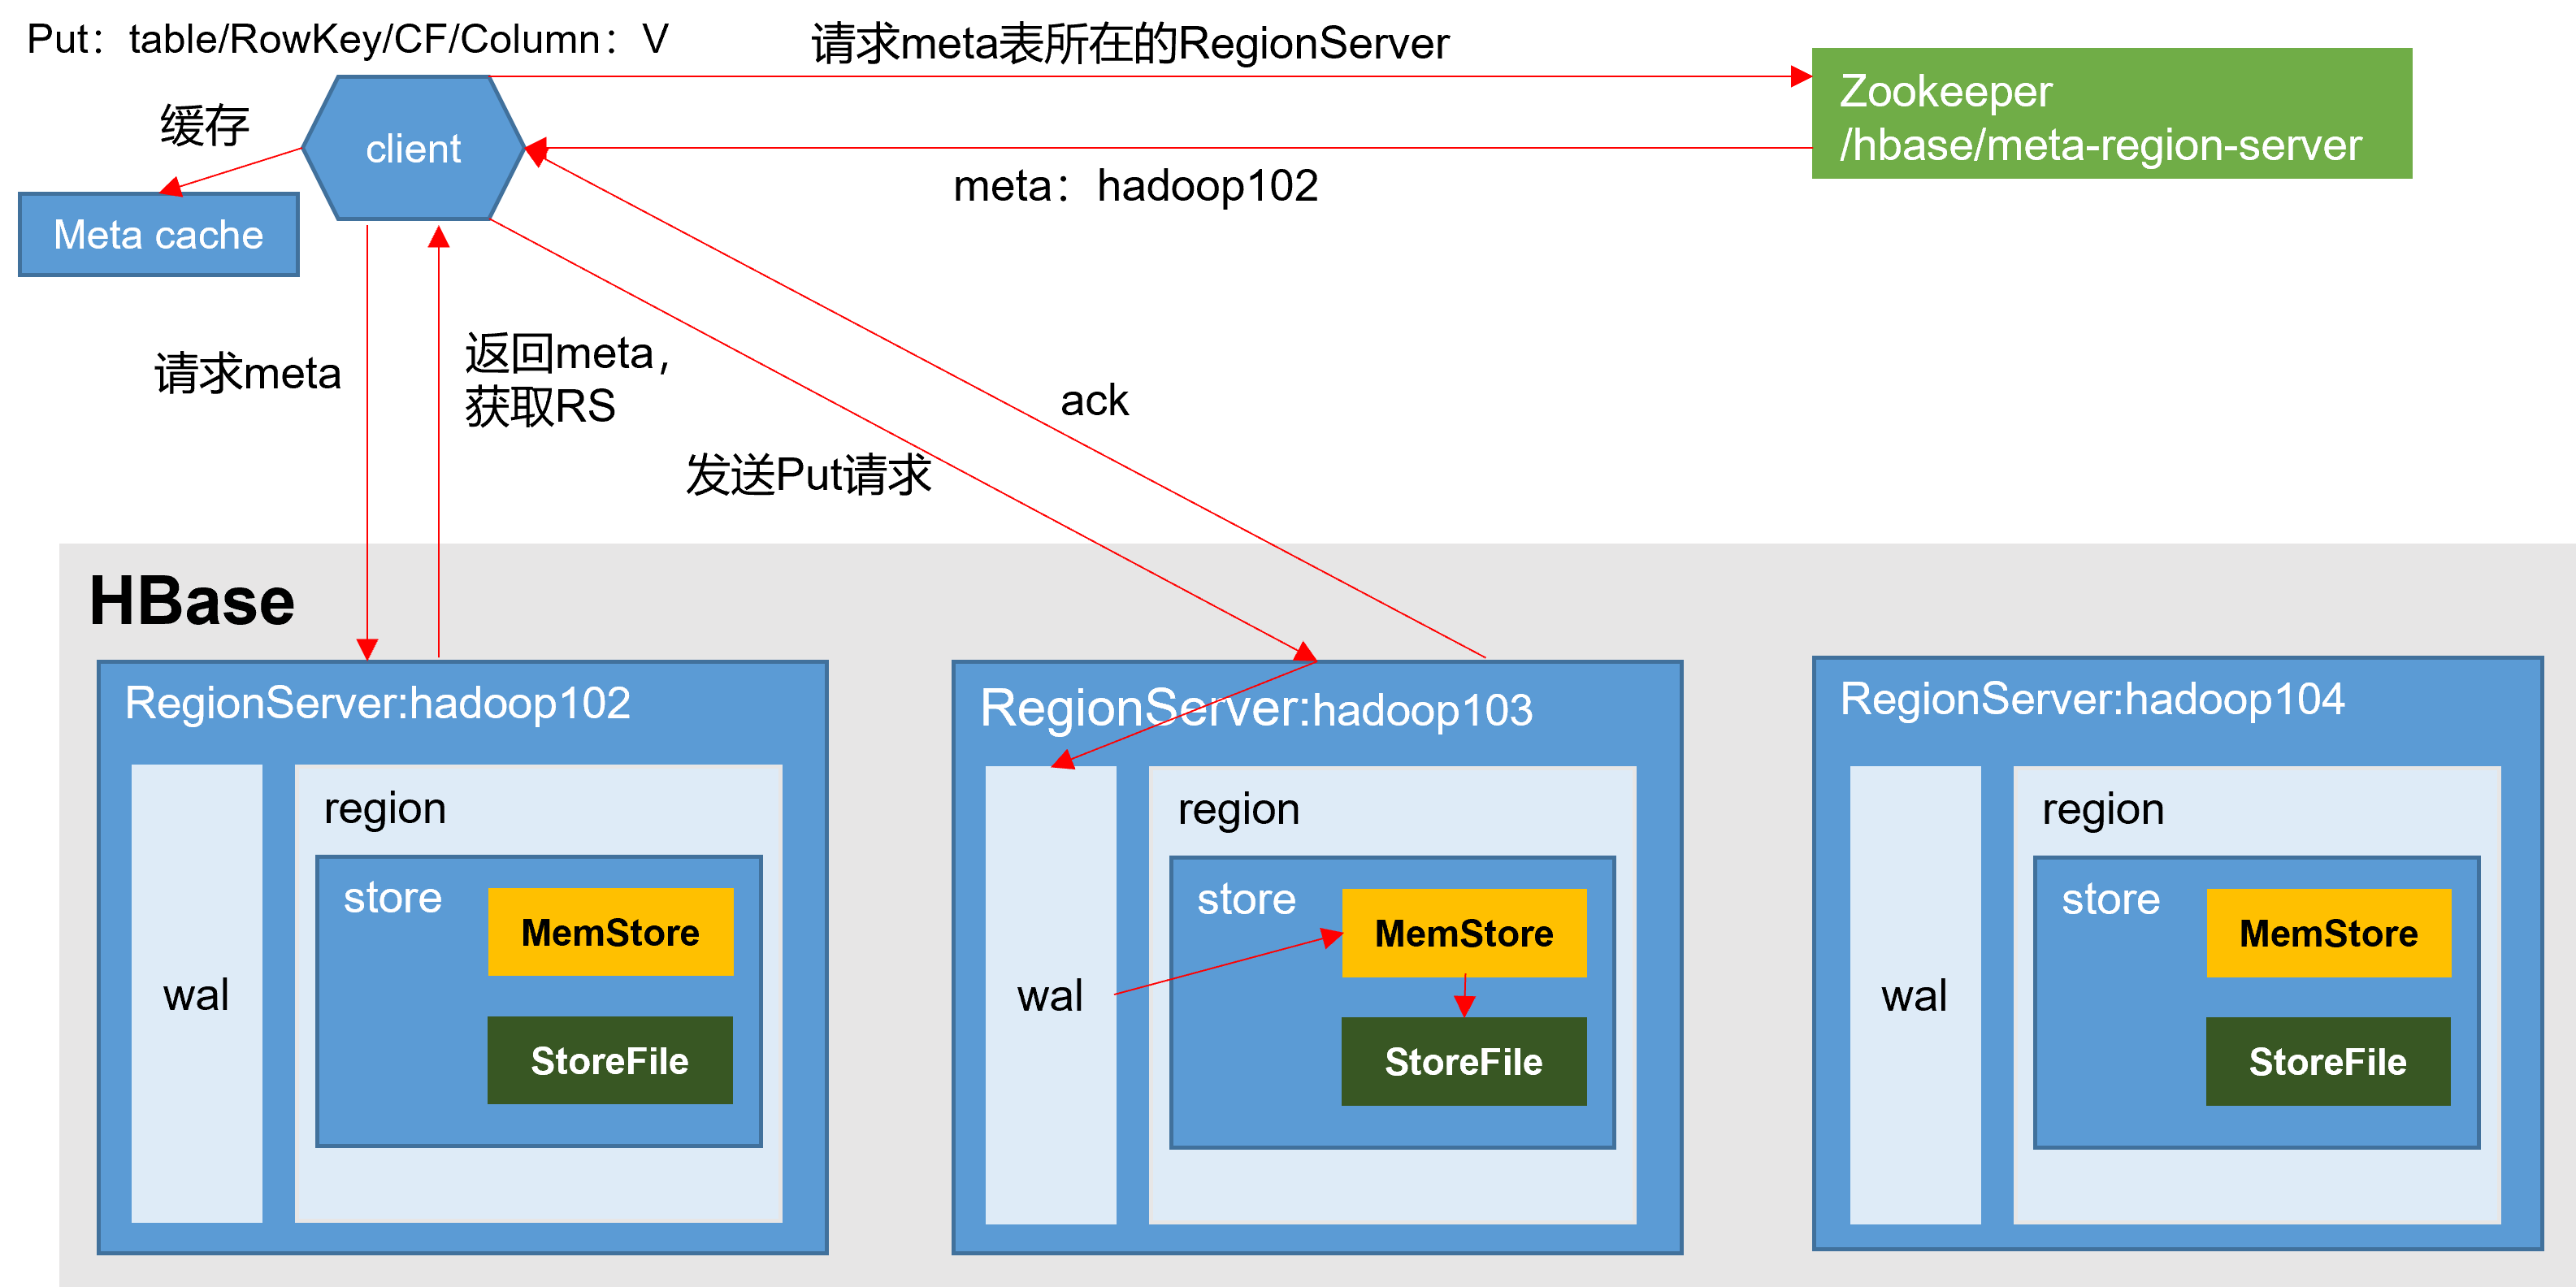 Put：table/RowKey/CF/Column：V
请求meta表所在的RegionServer
Zookeeper
/hbase/meta-region-server
缓存
client
meta：hadoop102
Meta cache
请求meta
返回meta，
获取RS
ack
发送Put请求
HBase
RegionServer:hadoop102
wal
region
store
MemStore
StoreFile
RegionServer:hadoop103
wal
region
store
MemStore
StoreFile
RegionServer:hadoop104
wal
region
store
MemStore
StoreFile